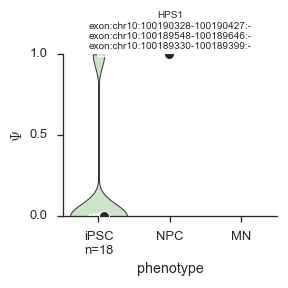 HPS1
exon:chr10:100190328-100190427:-
exon:chr10:100189548-100189646:-
exon:chr10:100189330-100189399:-
1.0
Ψ
0.5
0.0
iPSC
n=18
NPC
MN
phenotype